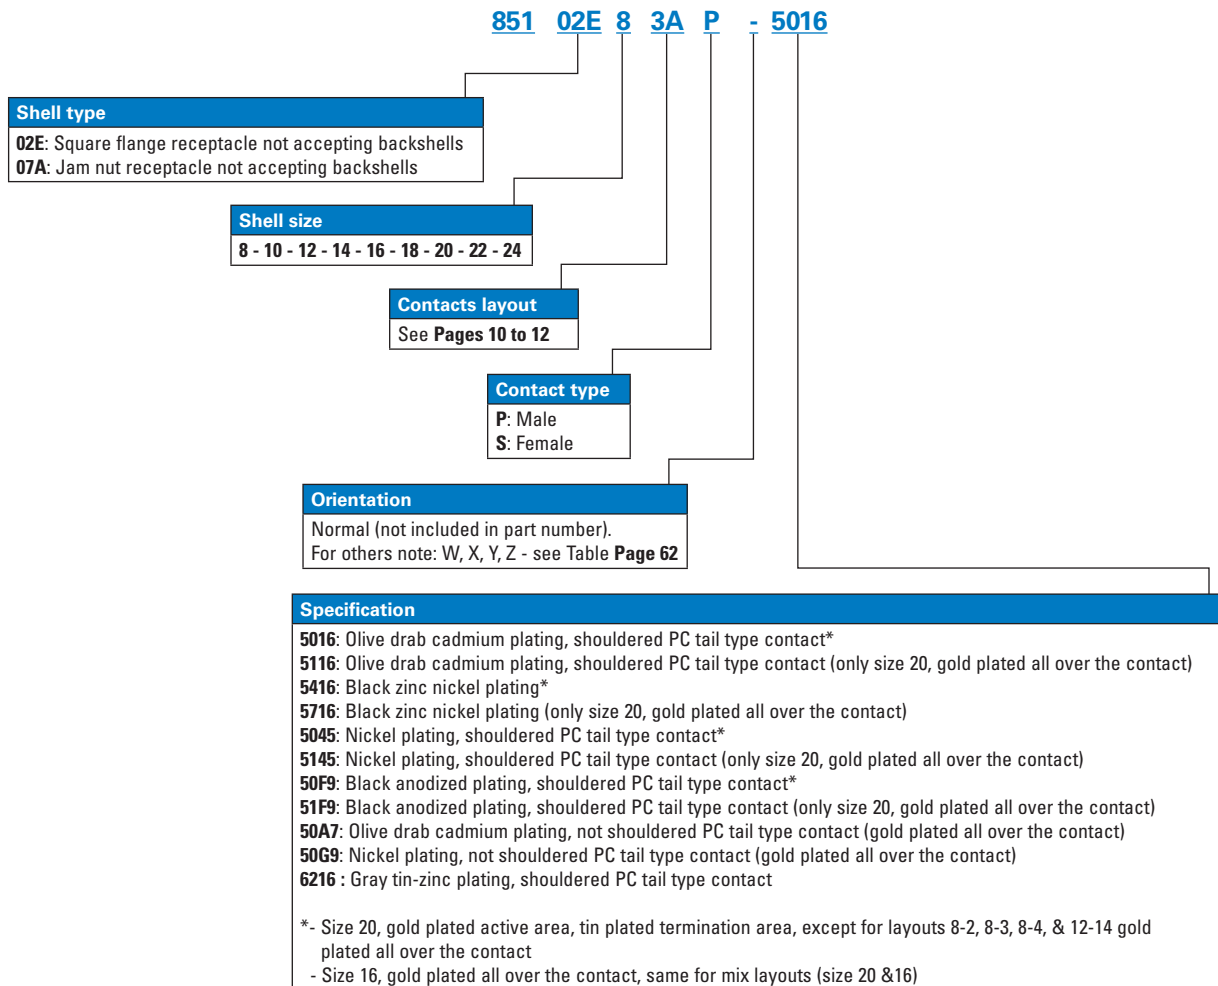 851 02E 8 3A P - 5016
Shell type
02E: Square flange receptacle not accepting backshells
07A: Jam nut receptacle not accepting backshells
Shell size
8 - 10 - 12 - 14 - 16 - 18 - 20 - 22 - 24
Contacts layout
See Pages 10 to 12
Contact type
P: Male
S: Female
Orientation
Normal (not included in part number).
For others note: W, X, Y, Z - see Table Page 62
Specification
5016: Olive drab cadmium plating, shouldered PC tail type contact*
5116: Olive drab cadmium plating, shouldered PC tail type contact (only size 20, gold plated all over the contact)
5416: Black zinc nickel plating*
5716: Black zinc nickel plating (only size 20, gold plated all over the contact)
5045: Nickel plating, shouldered PC tail type contact*
5145: Nickel plating, shouldered PC tail type contact (only size 20, gold plated all over the contact)
50F9: Black anodized plating, shouldered PC tail type contact*
51F9: Black anodized plating, shouldered PC tail type contact (only size 20, gold plated all over the contact)
50A7: Olive drab cadmium plating, not shouldered PC tail type contact (gold plated all over the contact)
50G9: Nickel plating, not shouldered PC tail type contact (gold plated all over the contact)
6216 : Gray tin-zinc plating, shouldered PC tail type contact
*- Size 20, gold plated active area, tin plated termination area, except for layouts 8-2, 8-3, 8-4, & 12-14 gold
plated all over the contact
- Size 16, gold plated all over the contact, same for mix layouts (size 20 &16)